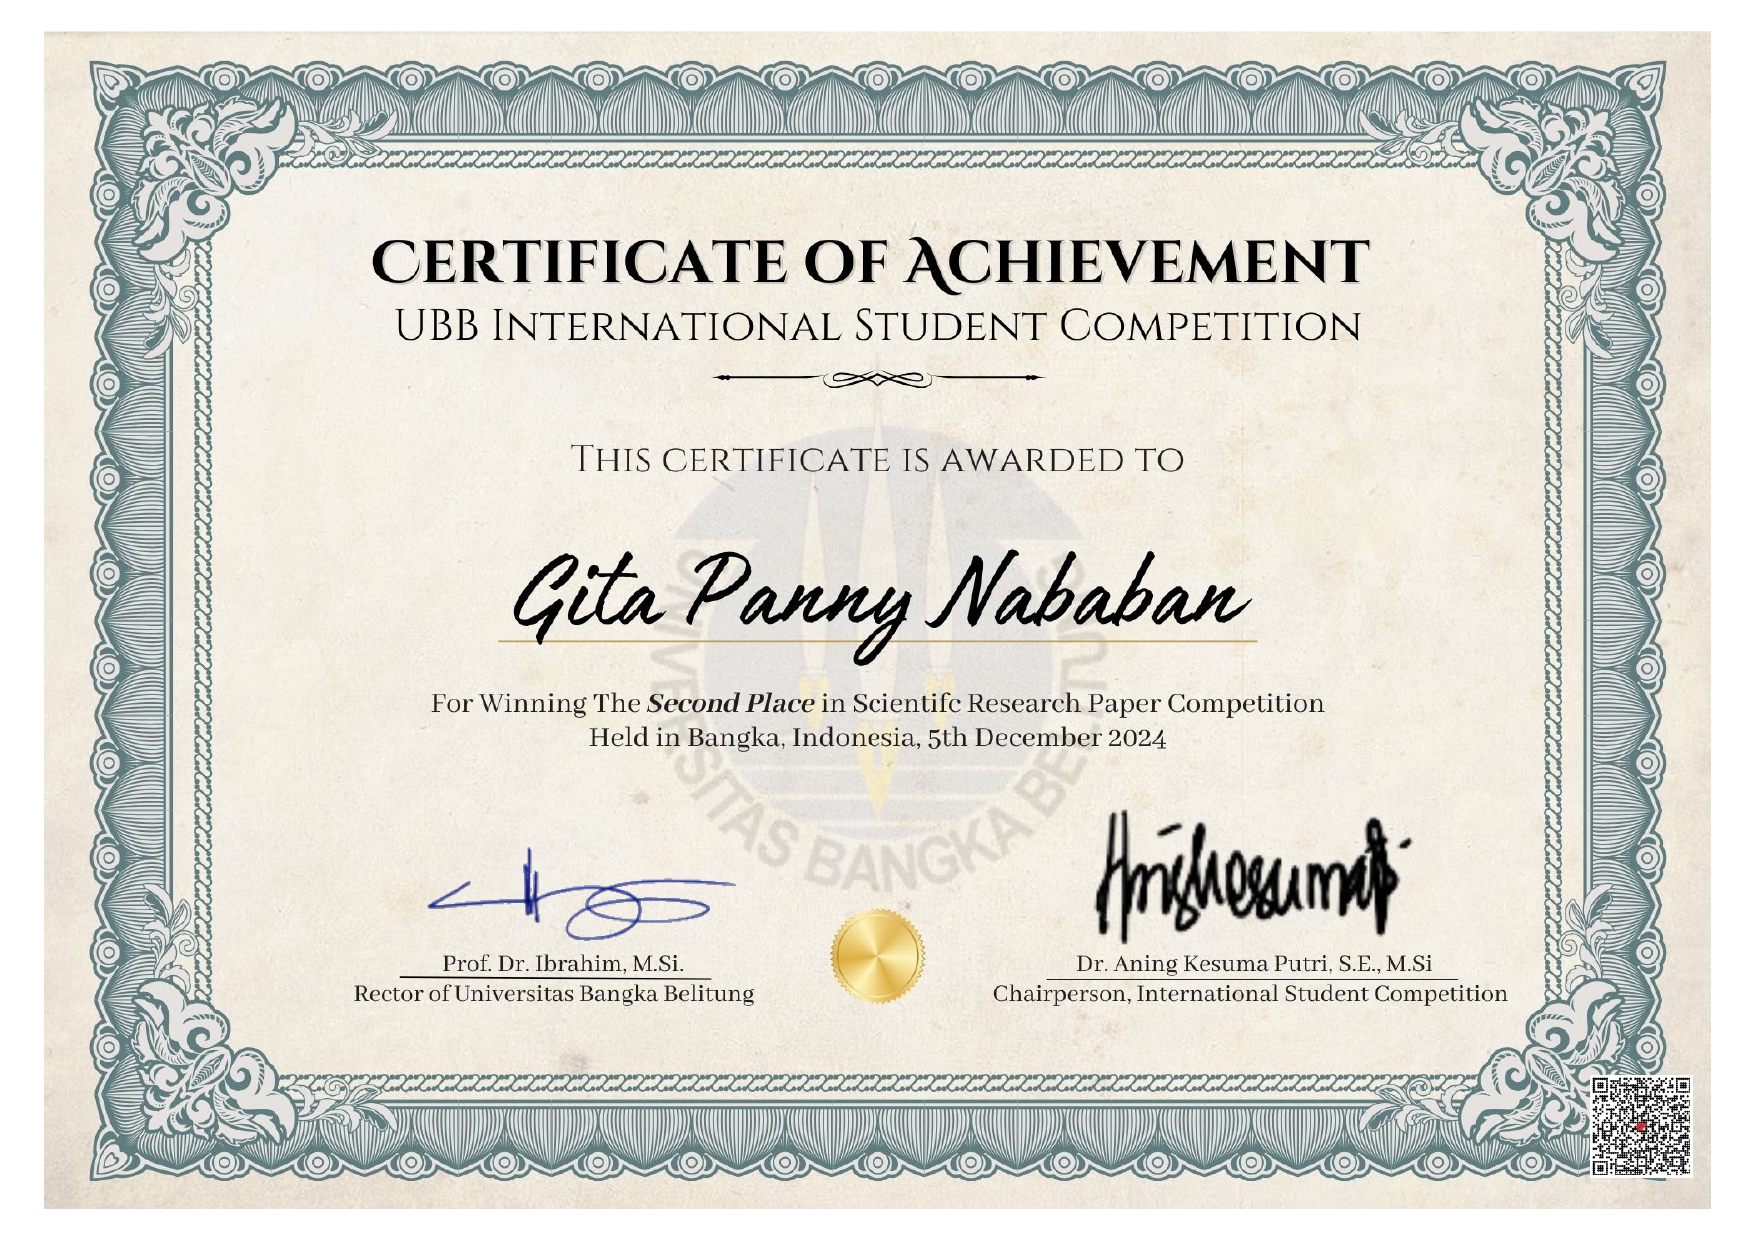 Certificate of Achievement
UBB International Student Competition
This certificate is awarded to
Gita Panny Nababan
For Winning The Second Place in Scientifc Research Paper Competition
Held in Bangka, Indonesia, 5th December 2024
UNIVERSITAS BANGKA BELITUNG
Prof. Dr. Ibrahim, M.Si.
Rector of Universitas Bangka Belitung
Dr. Aning Kesuma Putri, S.E., M.Si
Chairperson, International Student Competition